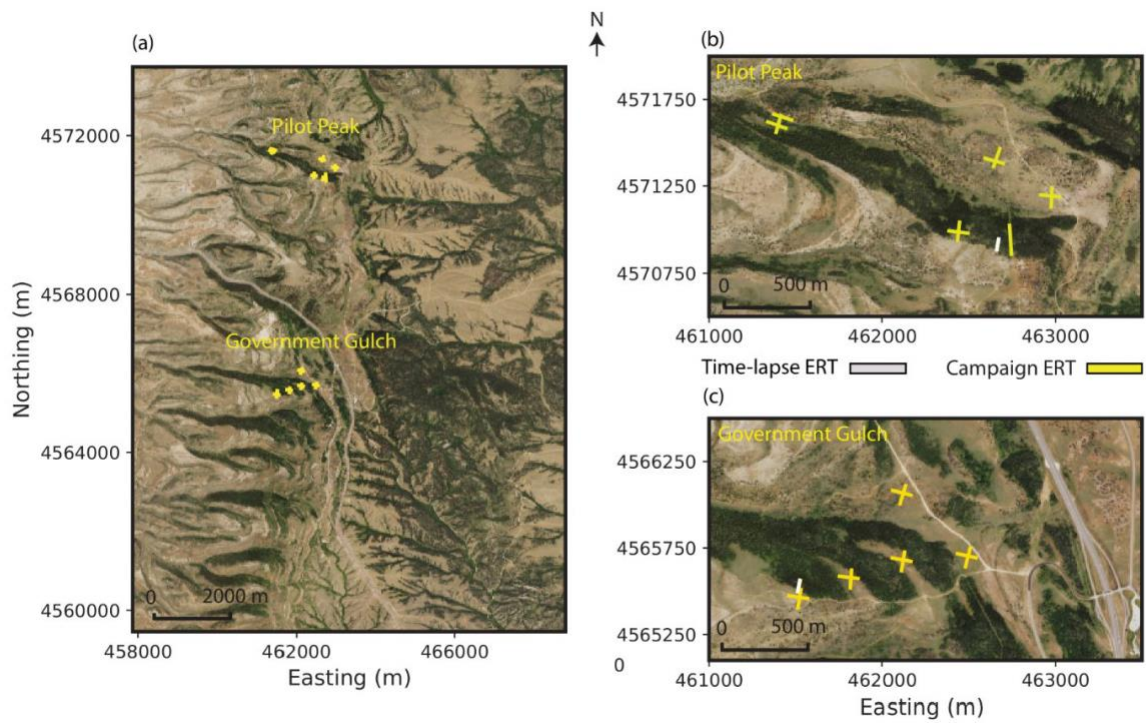 (a)
Pilot Peak
Government Gulch
0 2000 m
4572000
4568000
4564000
4560000
Northing (m)
458000 462000 466000
Easting (m)
N
(b)
Pilot Peak
4571750
4571250
4570750
0 500 m
461000 462000 463000
Time-lapse ERT Campaign ERT
(c)
Government Gulch
4566250
4565750
4565250
0 500 m
0
461000 462000 463000
Easting (m)